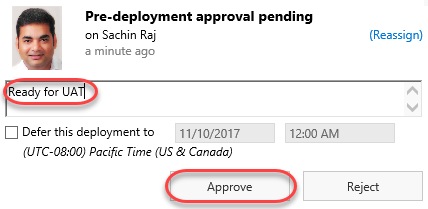 Pre-deployment approval pending
on Sachin Raj (Reassign)
a minute ago
Ready for UAT
Defer this deployment to 11/10/2017 12:00 AM
(UTC-08:00) Pacific Time (US & Canada)
Approve Reject